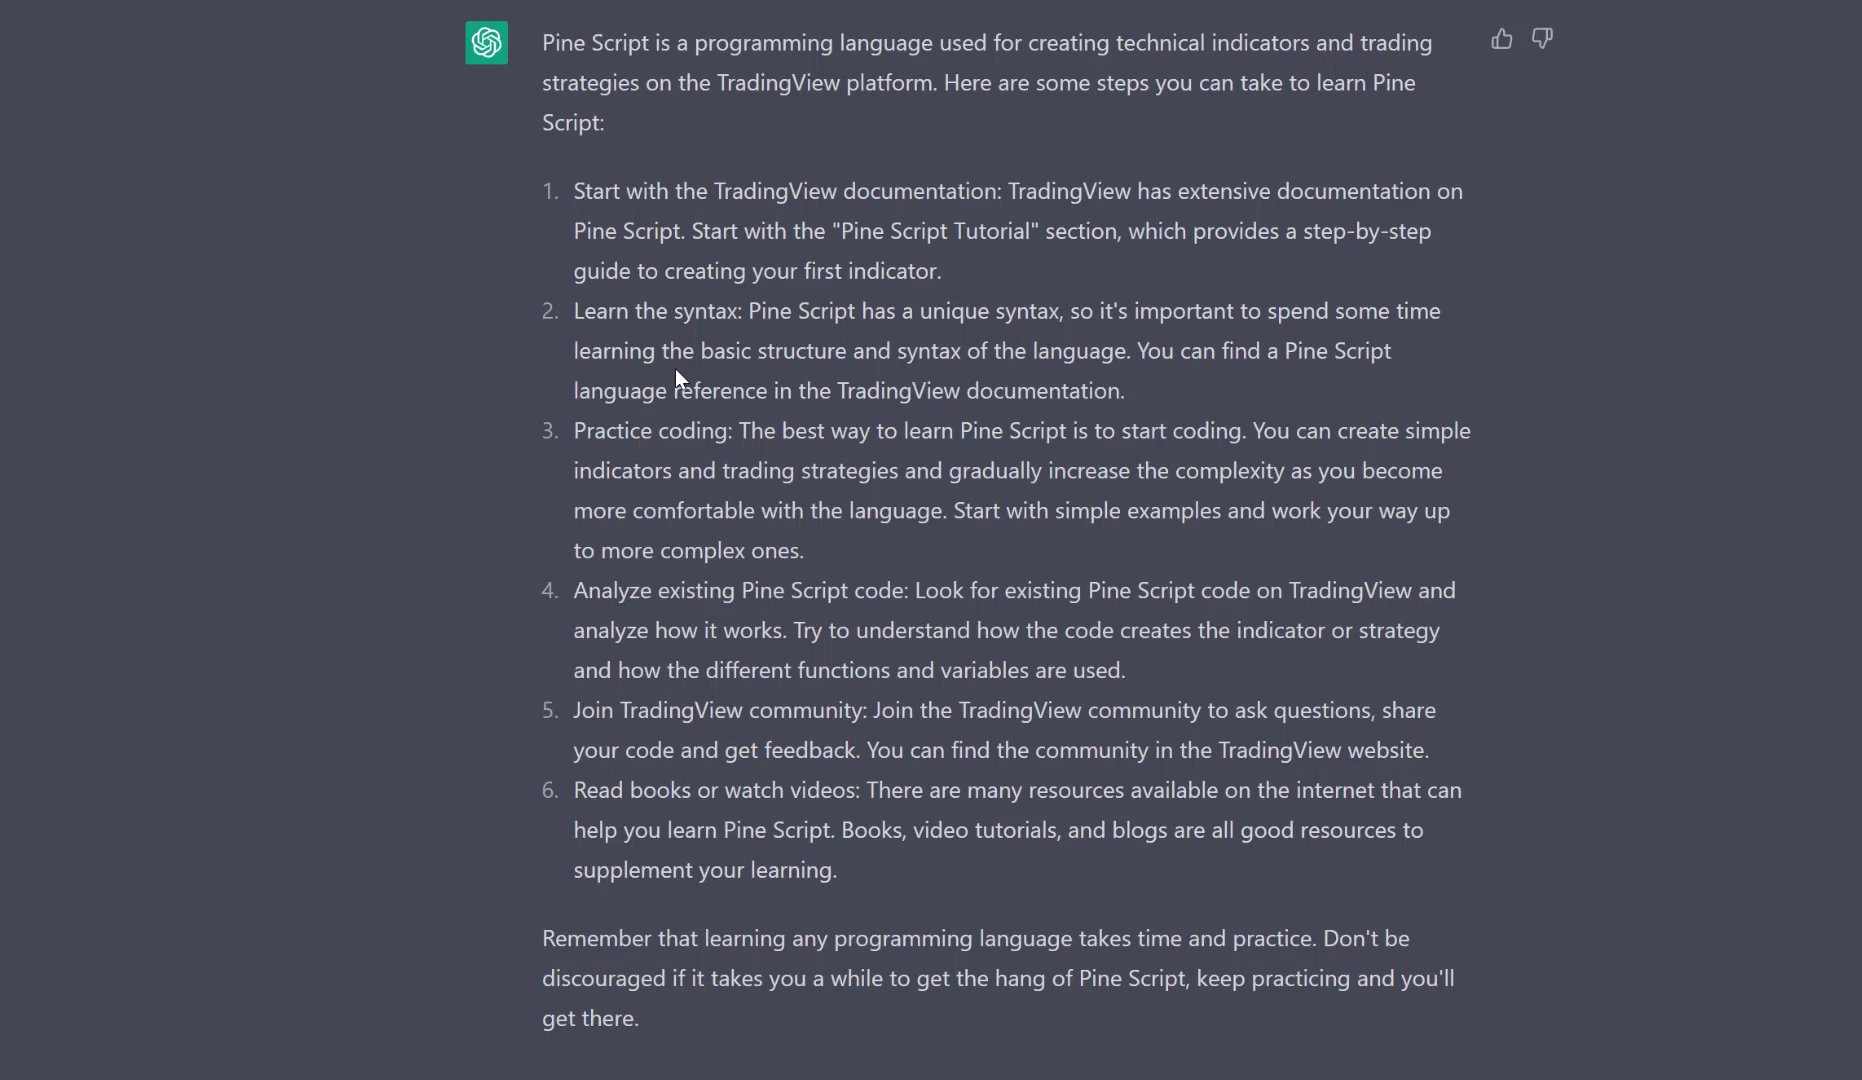 Pine Script is a programming language used for creating technical indicators and trading
strategies on the TradingView platform. Here are some steps you can take to learn Pine
Script:
1. Start with the TradingView documentation: TradingView has extensive documentation on
Pine Script. Start with the "Pine Script Tutorial" section, which provides a step-by-step
guide to creating your first indicator.
2. Learn the syntax: Pine Script has a unique syntax, so it's important to spend some time
learning the basic structure and syntax of the language. You can find a Pine Script
language reference in the TradingView documentation.
3. Practice coding: The best way to learn Pine Script is to start coding. You can create simple
indicators and trading strategies and gradually increase the complexity as you become
more comfortable with the language. Start with simple examples and work your way up
to more complex ones.
4. Analyze existing Pine Script code: Look for existing Pine Script code on TradingView and
analyze how it works. Try to understand how the code creates the indicator or strategy
and how the different functions and variables are used.
5. Join TradingView community: Join the TradingView community to ask questions, share
your code and get feedback. You can find the community in the TradingView website.
6. Read books or watch videos: There are many resources available on the internet that can
help you learn Pine Script. Books, video tutorials, and blogs are all good resources to
supplement your learning.
Remember that learning any programming language takes time and practice. Don't be
discouraged if it takes you a while to get the hang of Pine Script, keep practicing and you'll
get there.